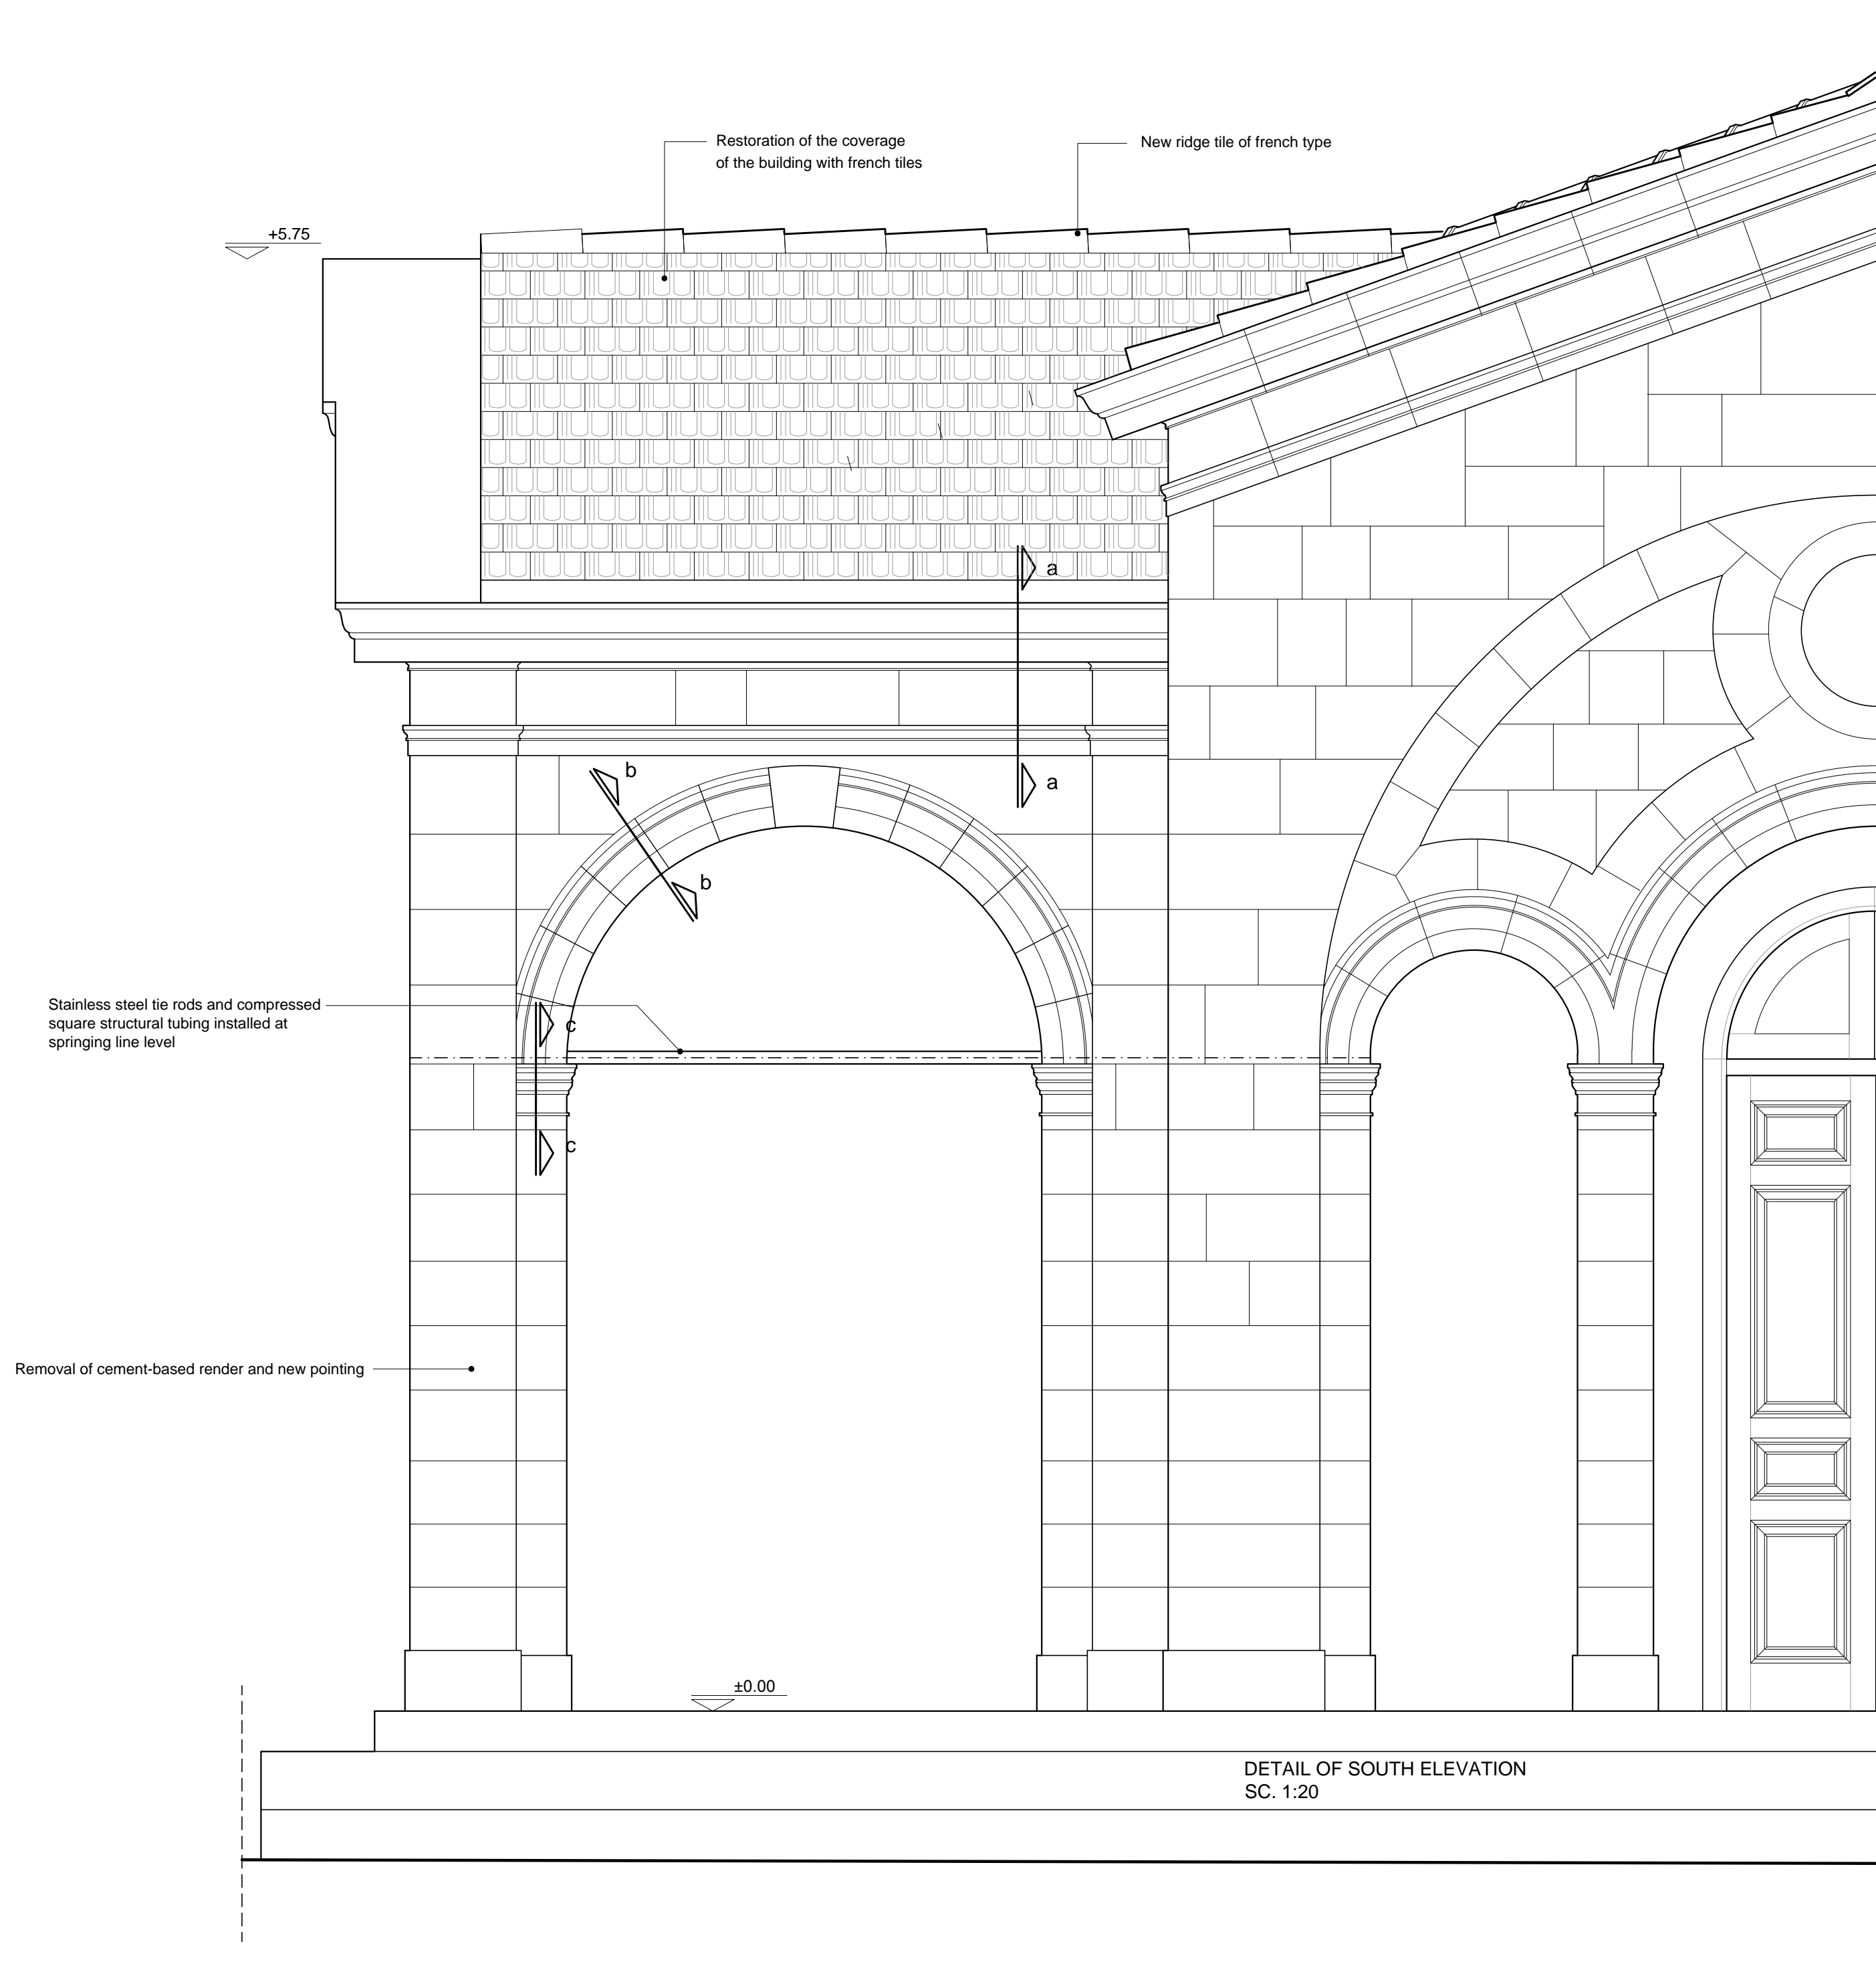 Restoration of the coverage
of the building with french tiles
New ridge tile of french type
+5.75
a
b
a
b
Stainless steel tie rods and compressed
square structural tubing installed at
springing line level
c
c
Removal of cement-based render and new pointing
±0.00
DETAIL OF SOUTH ELEVATION
SC. 1:20